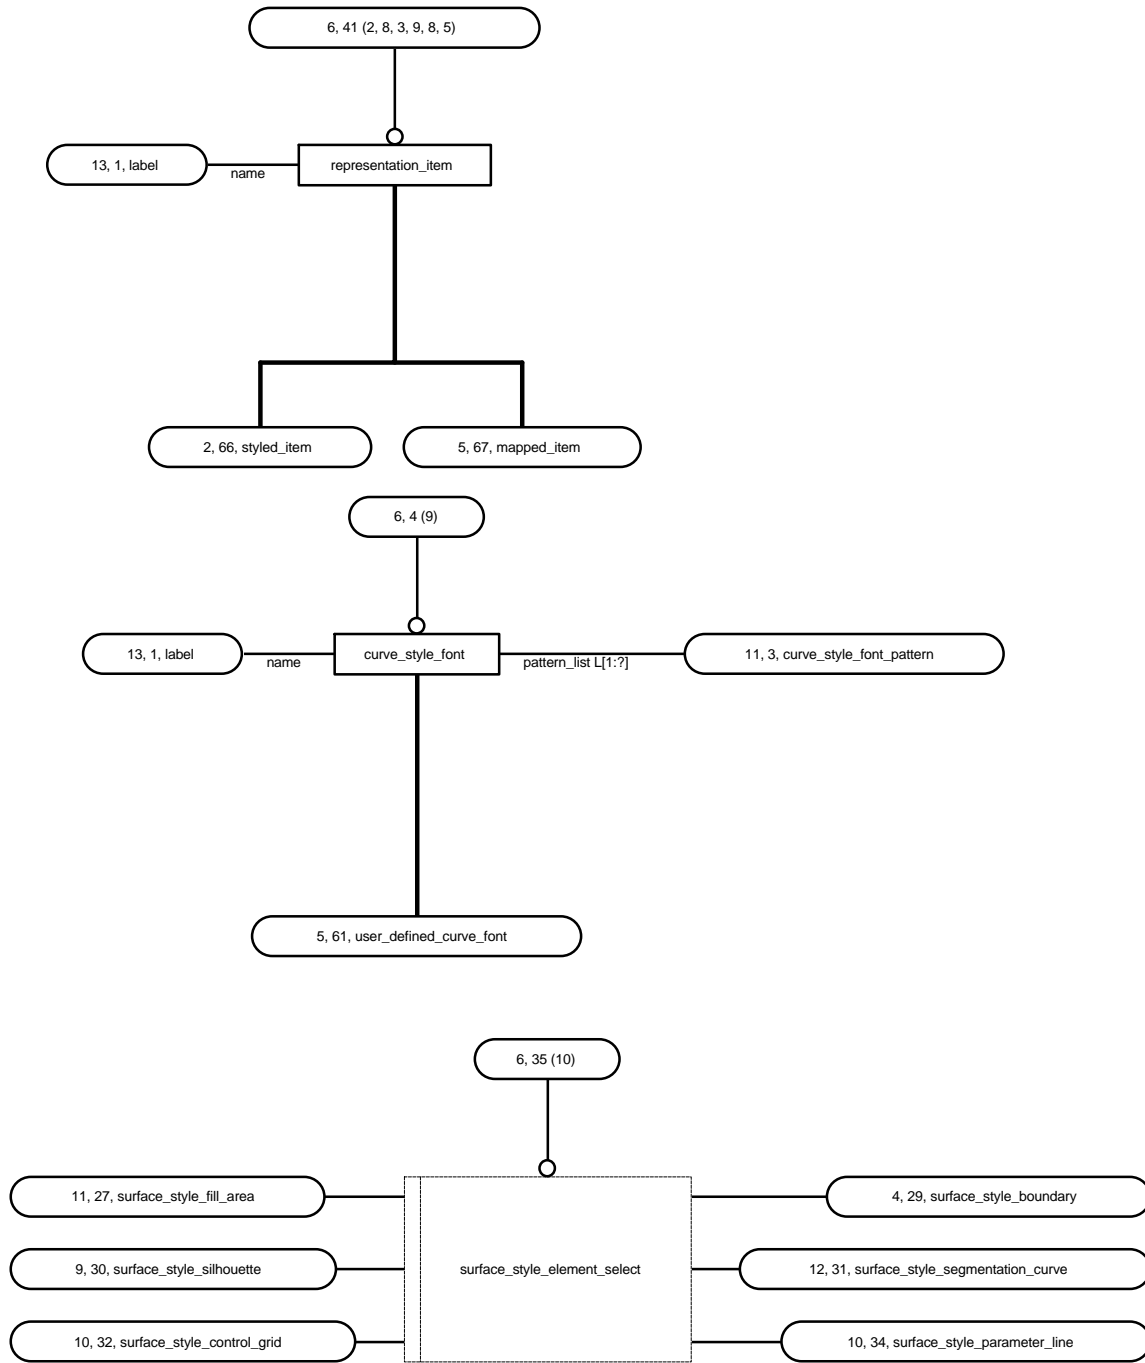 6, 41 (2, 8, 3, 9, 8, 5)
13, 1, label
name
representation_item
2, 66, styled_item
5, 67, mapped_item
6, 4 (9)
13, 1, label
name
curve_style_font
pattern_list L[1:?]
11, 3, curve_style_font_pattern
5, 61, user_defined_curve_font
6, 35 (10)
11, 27, surface_style_fill_area
4, 29, surface_style_boundary
9, 30, surface_style_silhouette
surface_style_element_select
12, 31, surface_style_segmentation_curve
10, 32, surface_style_control_grid
10, 34, surface_style_parameter_line